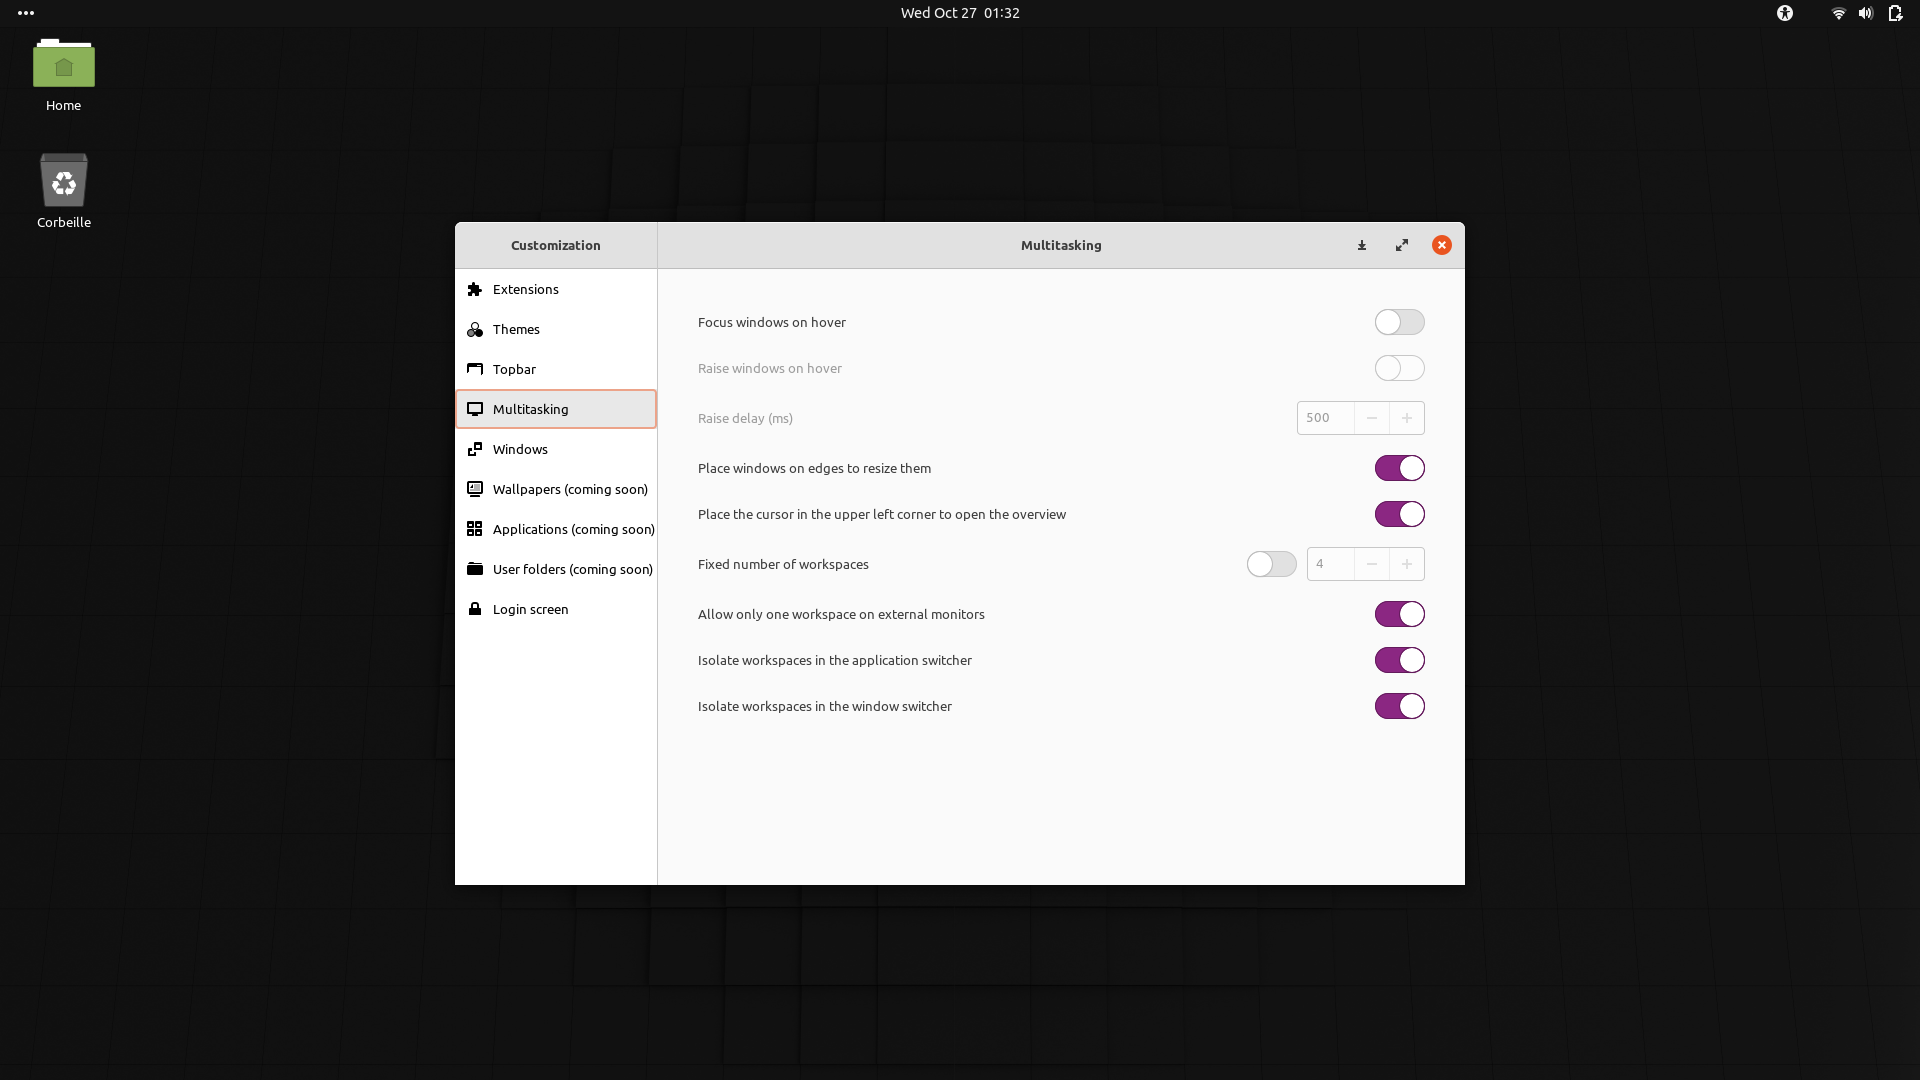 Wed Oct 27 01:32
Home
Corbeille
Customization
Multitasking
Extensions
Themes
Topbar
Multitasking
Windows
Wallpapers (coming soon)
Applications (coming soon)
User folders (coming soon)
Login screen
Focus windows on hover
Raise windows on hover
Raise delay (ms) 500
Place windows on edges to resize them
Place the cursor in the upper left corner to open the overview
Fixed number of workspaces 4
Allow only one workspace on external monitors
Isolate workspaces in the application switcher
Isolate workspaces in the window switcher